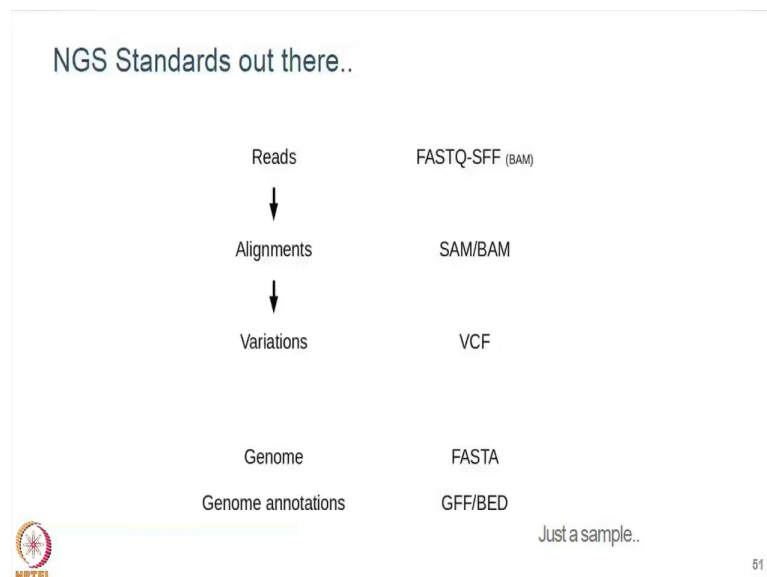 NGS Standards out there..
Reads FASTQ-SFF (BAM)
Alignments SAM/BAM
Variations VCF
Genome FASTA
Genome annotations GFF/BED
Just a sample..
51
NPTEL